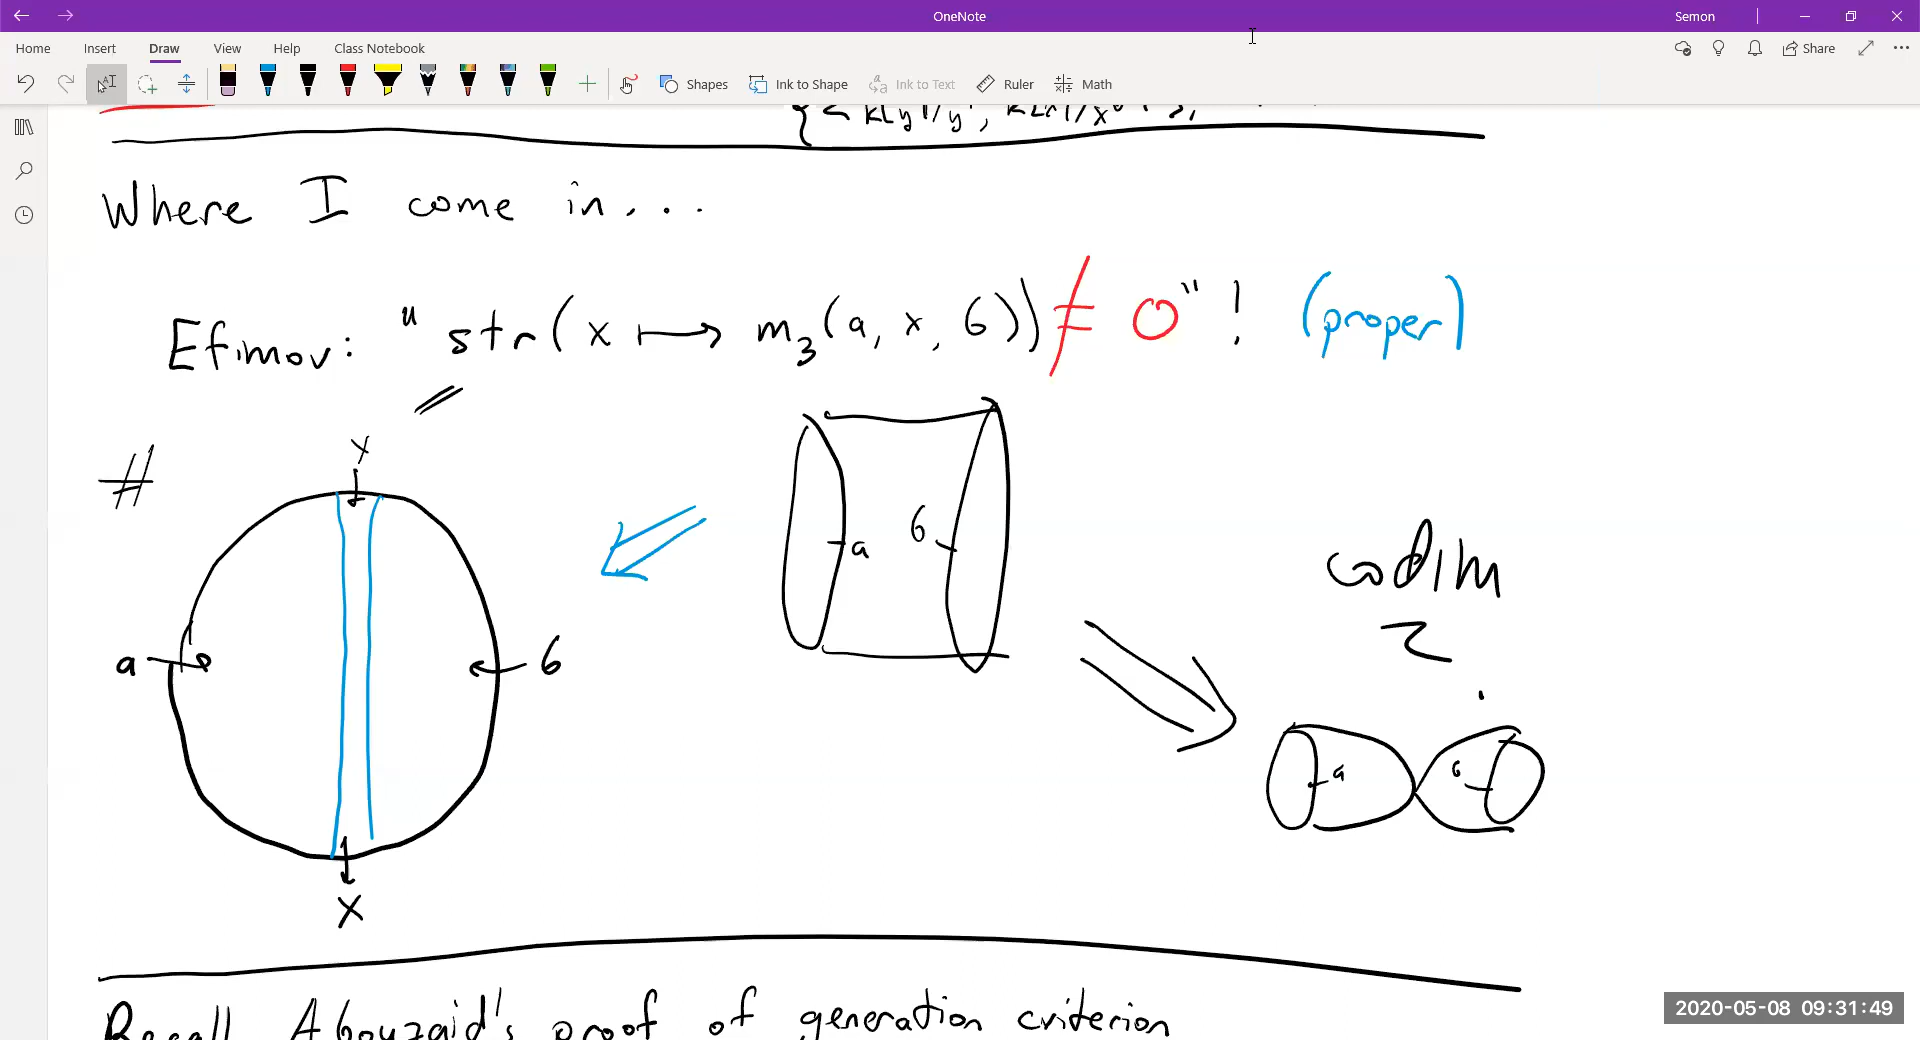 OneNote
Semon
Home Insert Draw View Help Class Notebook
Share
Shapes Ink to Shape Ink to Text Ruler Math
Where I come in...
Efimov: "str(x ↦ m₃(a, x, b)) ≠ 0"! (proper)
x
a b
a b
codim
2
a b
x
Recall Abouzaid's proof of generation criterion
2020-05-08 09:31:49